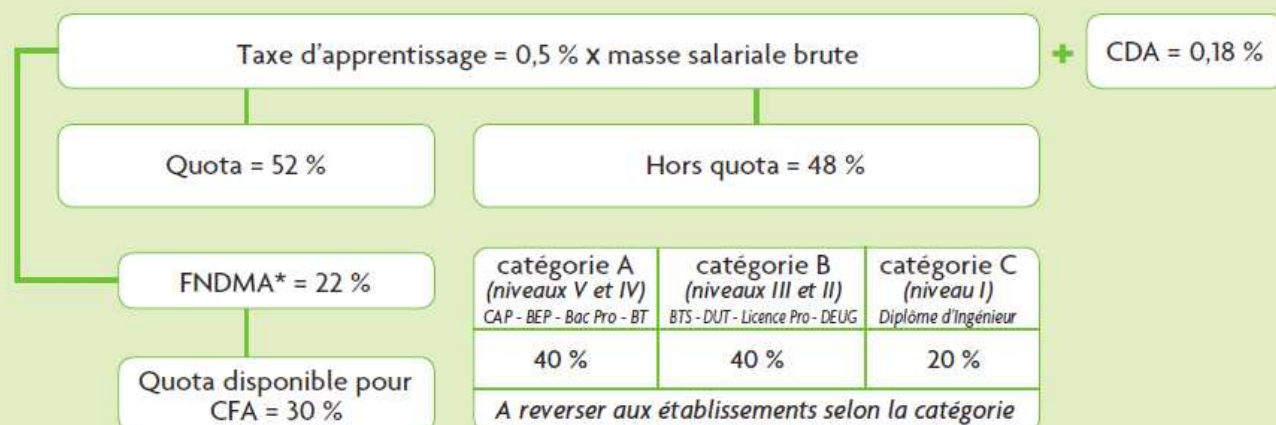 Taxe d'apprentissage = 0,5 % x masse salariale brute
+
CDA = 0,18 %
Quota = 52 %
Hors quota = 48 %
FNDMA* = 22 %
Quota disponible pour
CFA = 30 %
catégorie A
(niveaux V et IV)
CAP - BEP - Bac Pro - BT
catégorie B
(niveaux III et II)
BTS - DUT - Licence Pro - DEUG
catégorie C
(niveau I)
Diplôme d'Ingénieur
40 %
40 %
20 %
A reverser aux établissements selon la catégorie